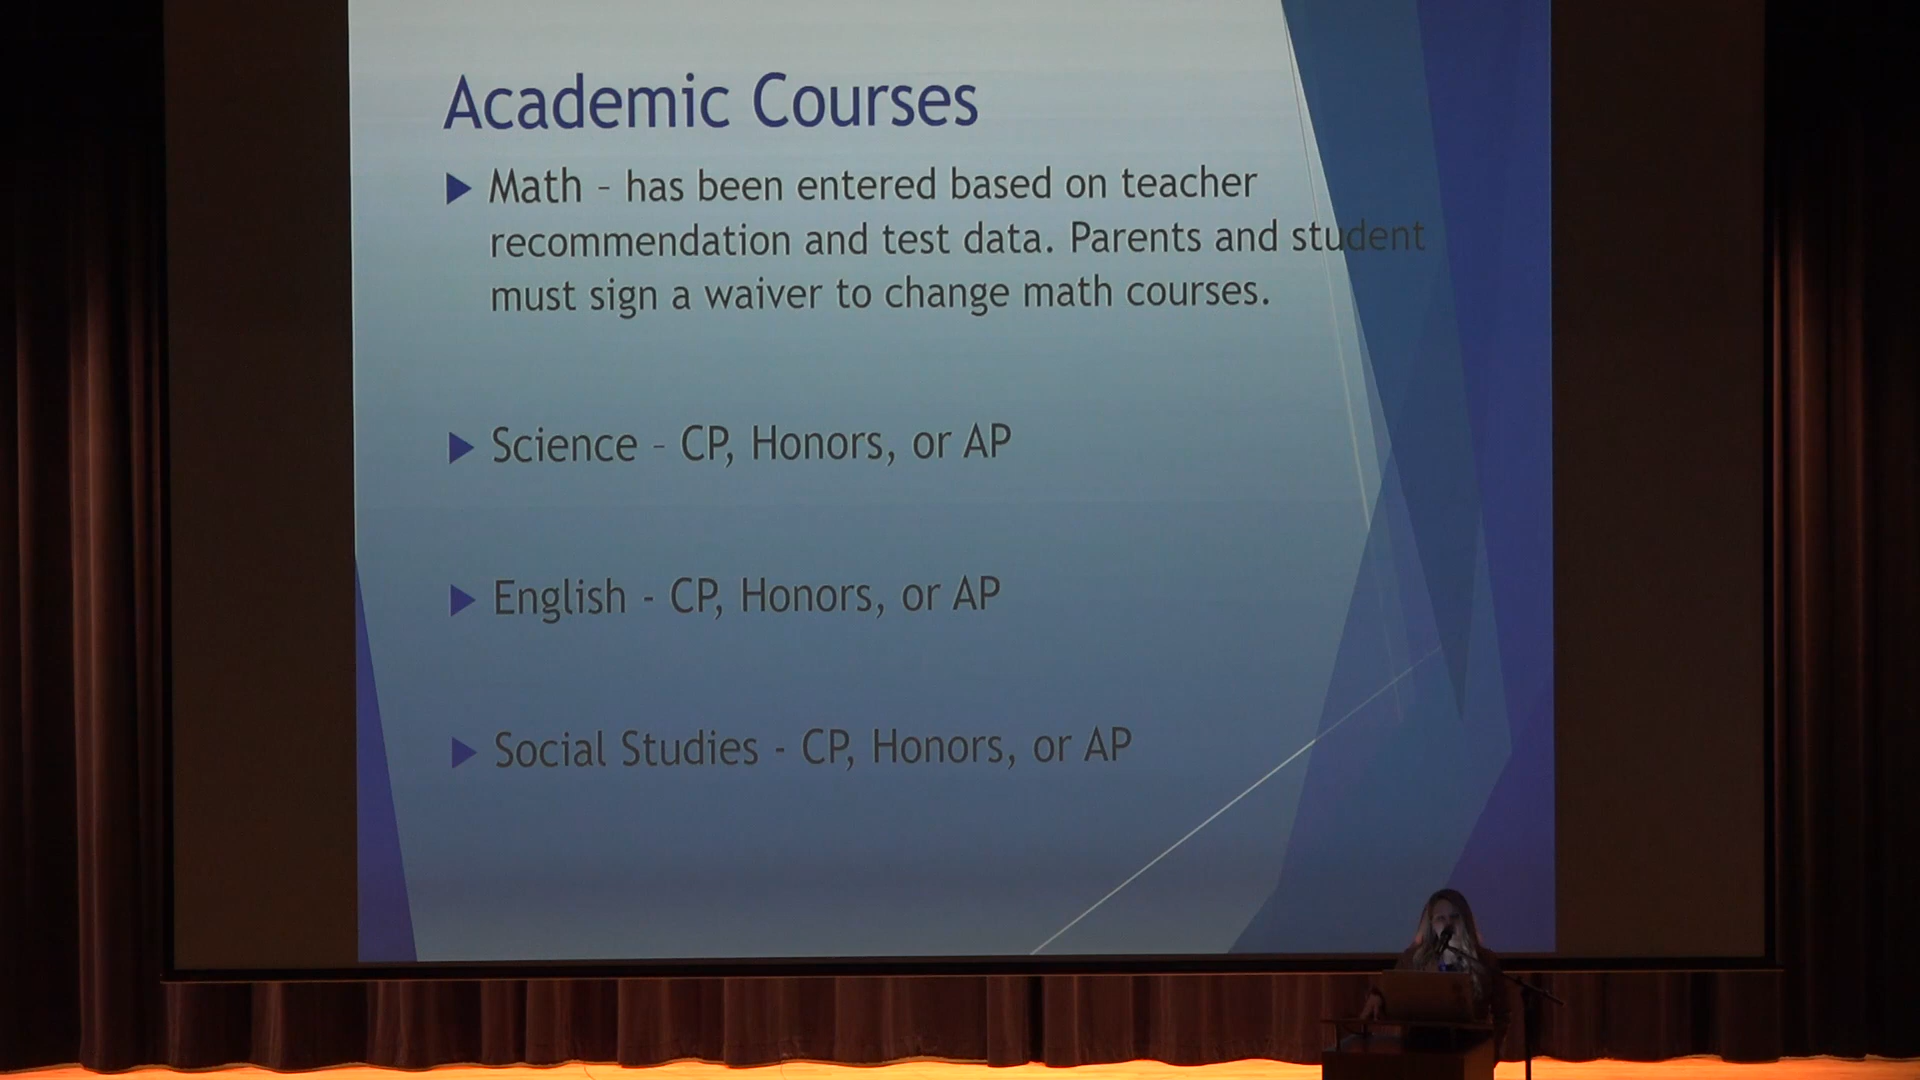 Academic Courses
Math – has been entered based on teacher
recommendation and test data. Parents and student
must sign a waiver to change math courses.
Science – CP, Honors, or AP
English - CP, Honors, or AP
Social Studies - CP, Honors, or AP